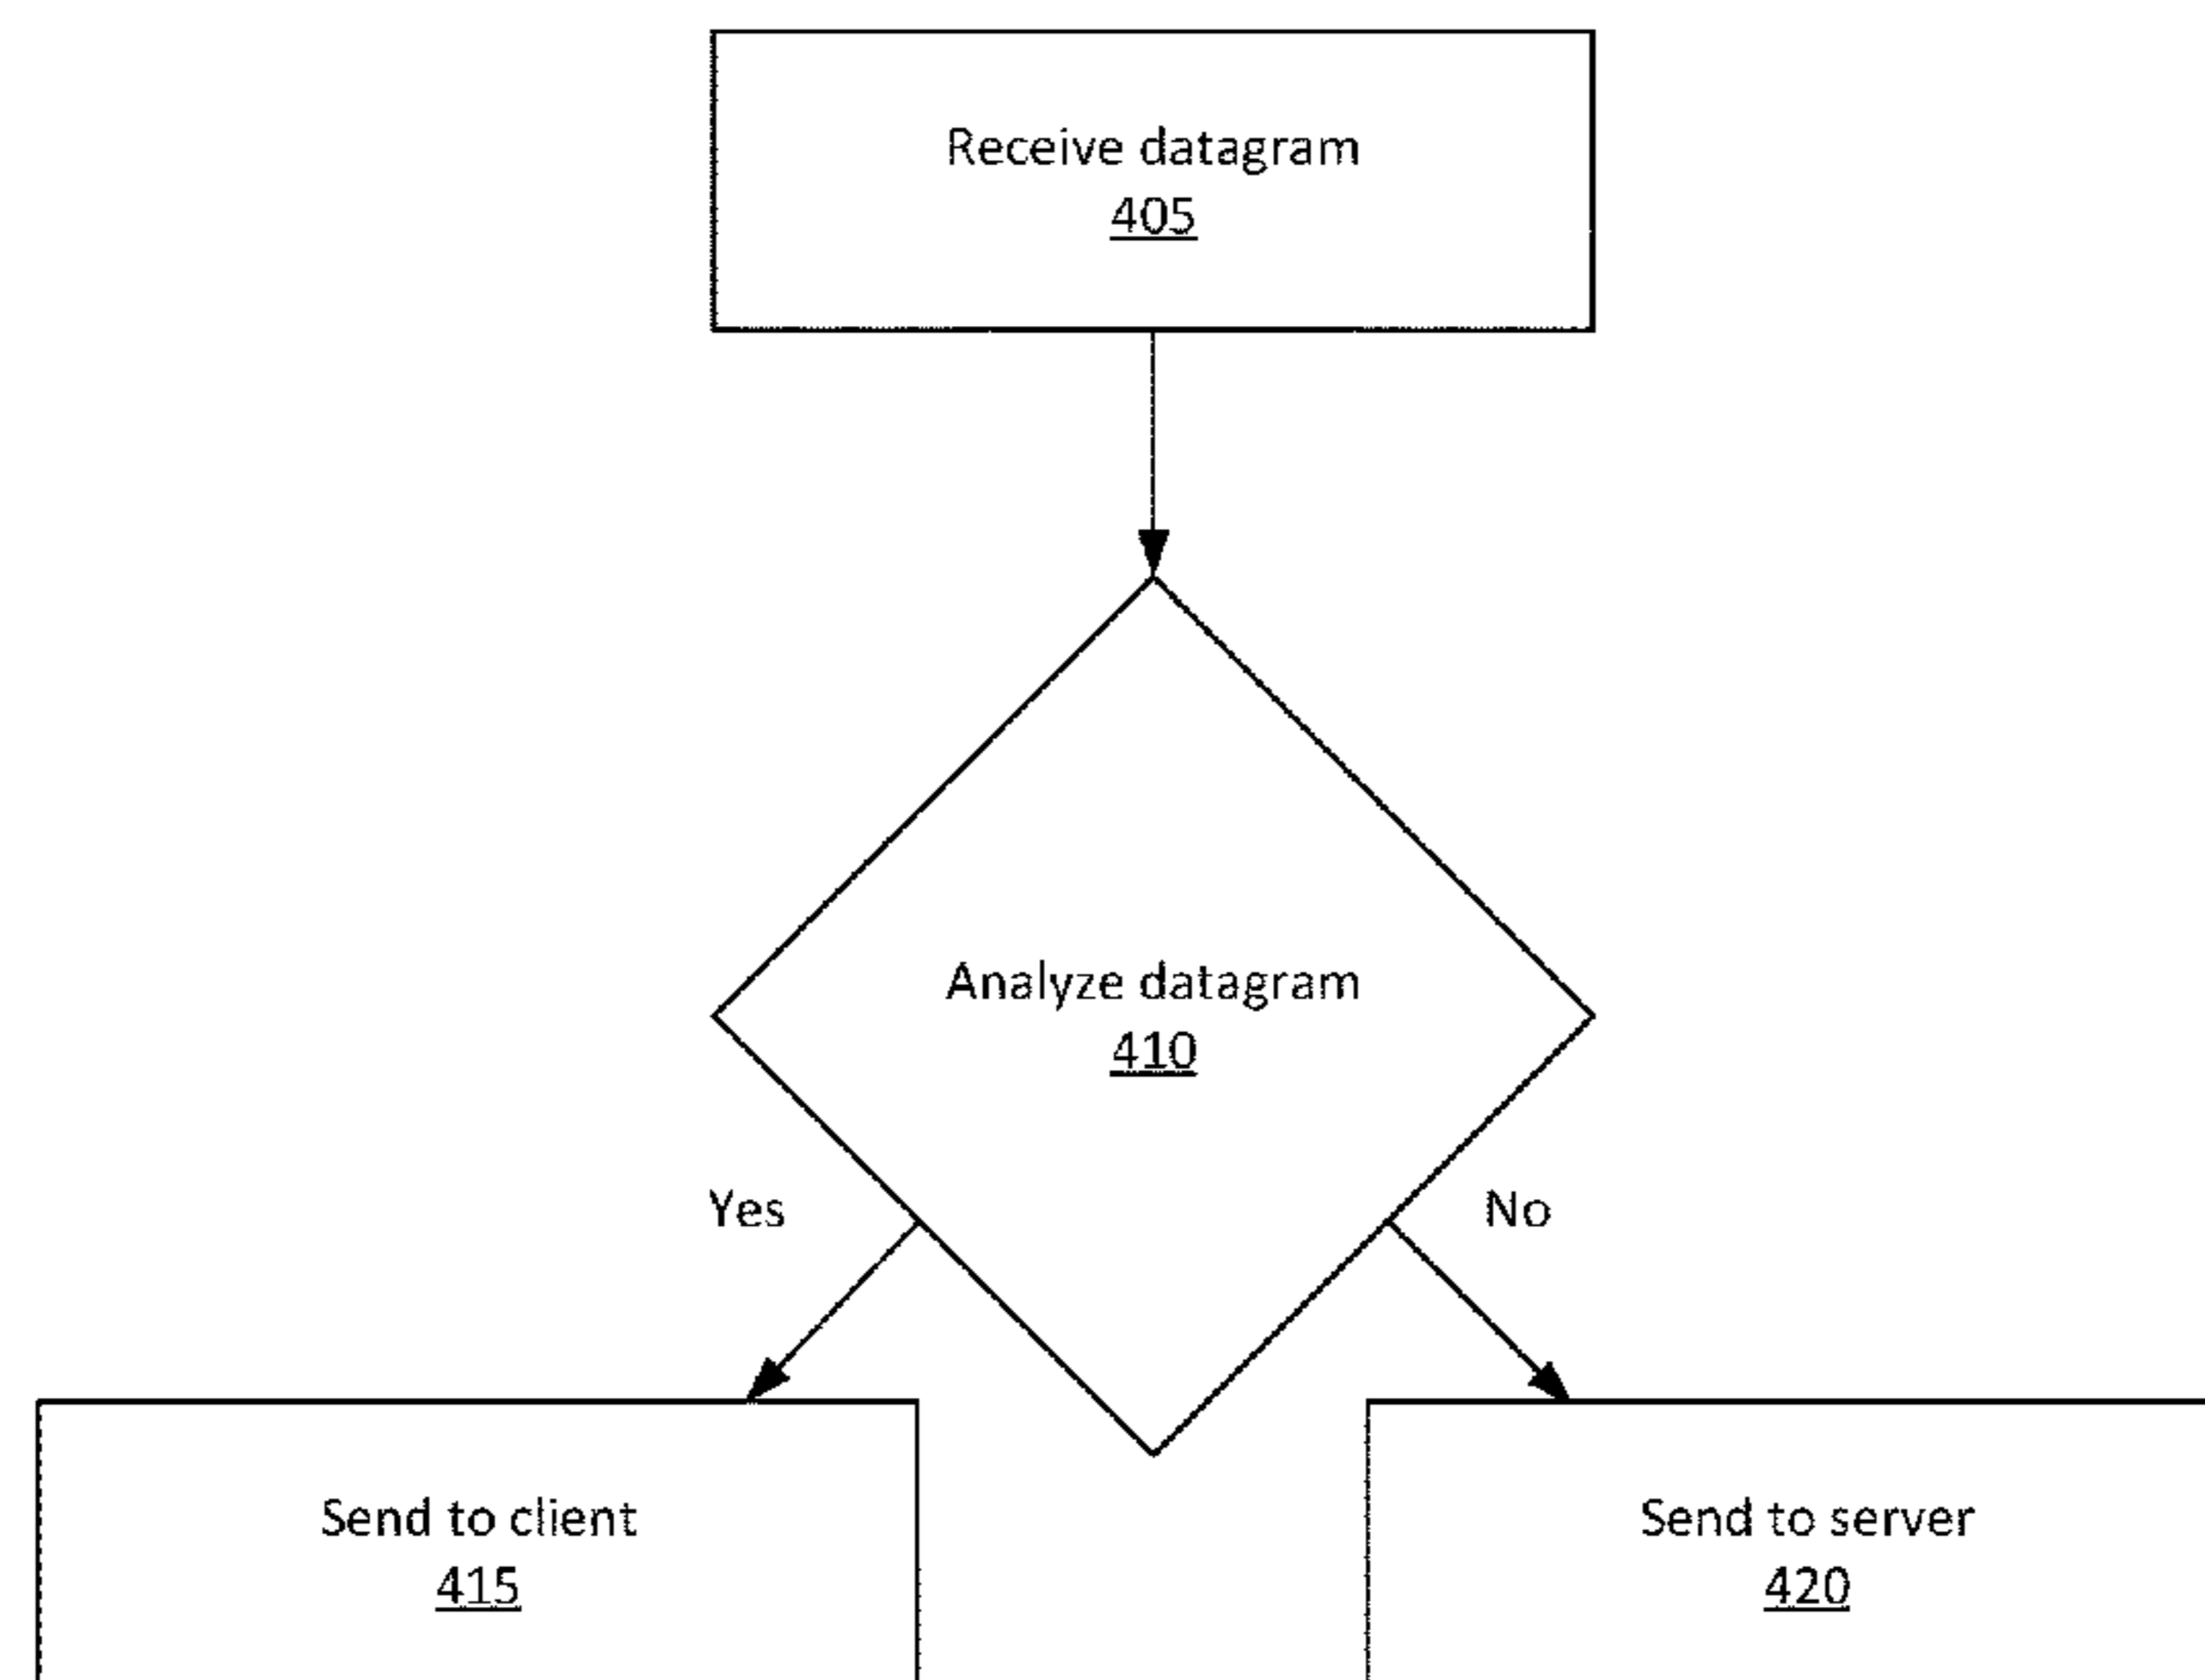 Receive datagram
405
Analyze datagram
410
Yes
No
Send to client
415
Send to server
420